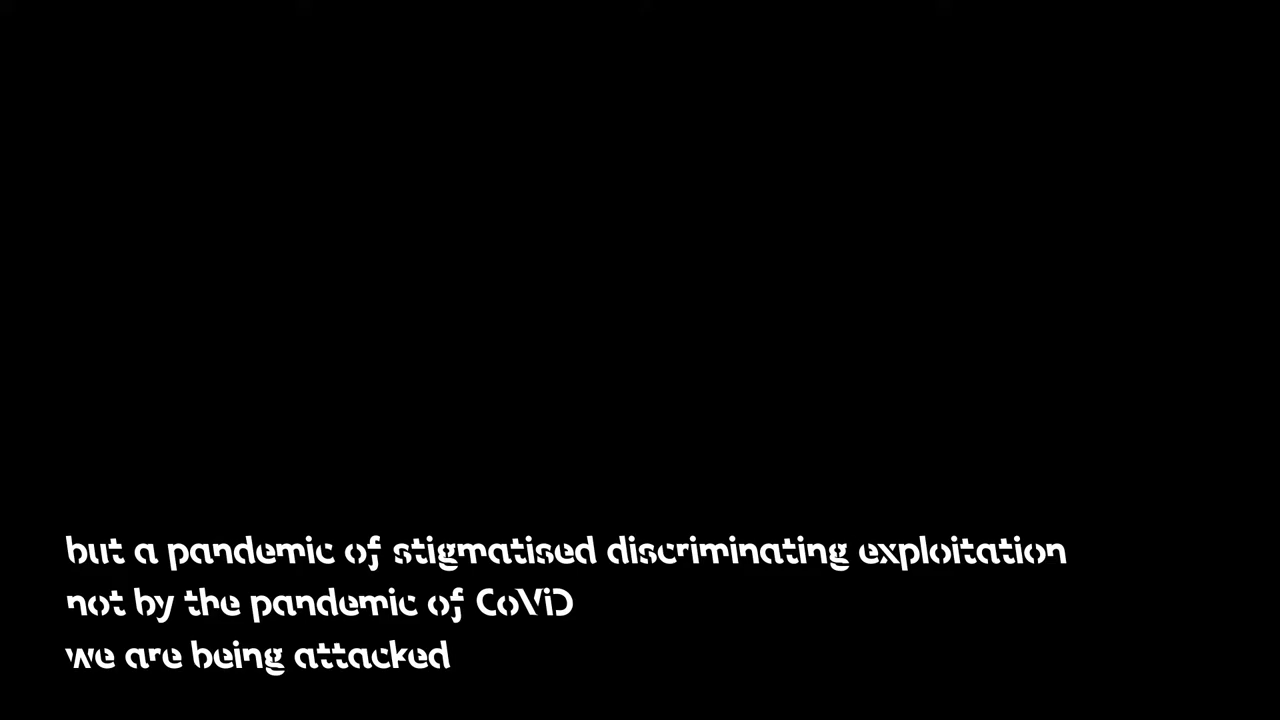 but a pandemic of stigmatised discriminating exploitation
not by the pandemic of CoViD
we are being attacked